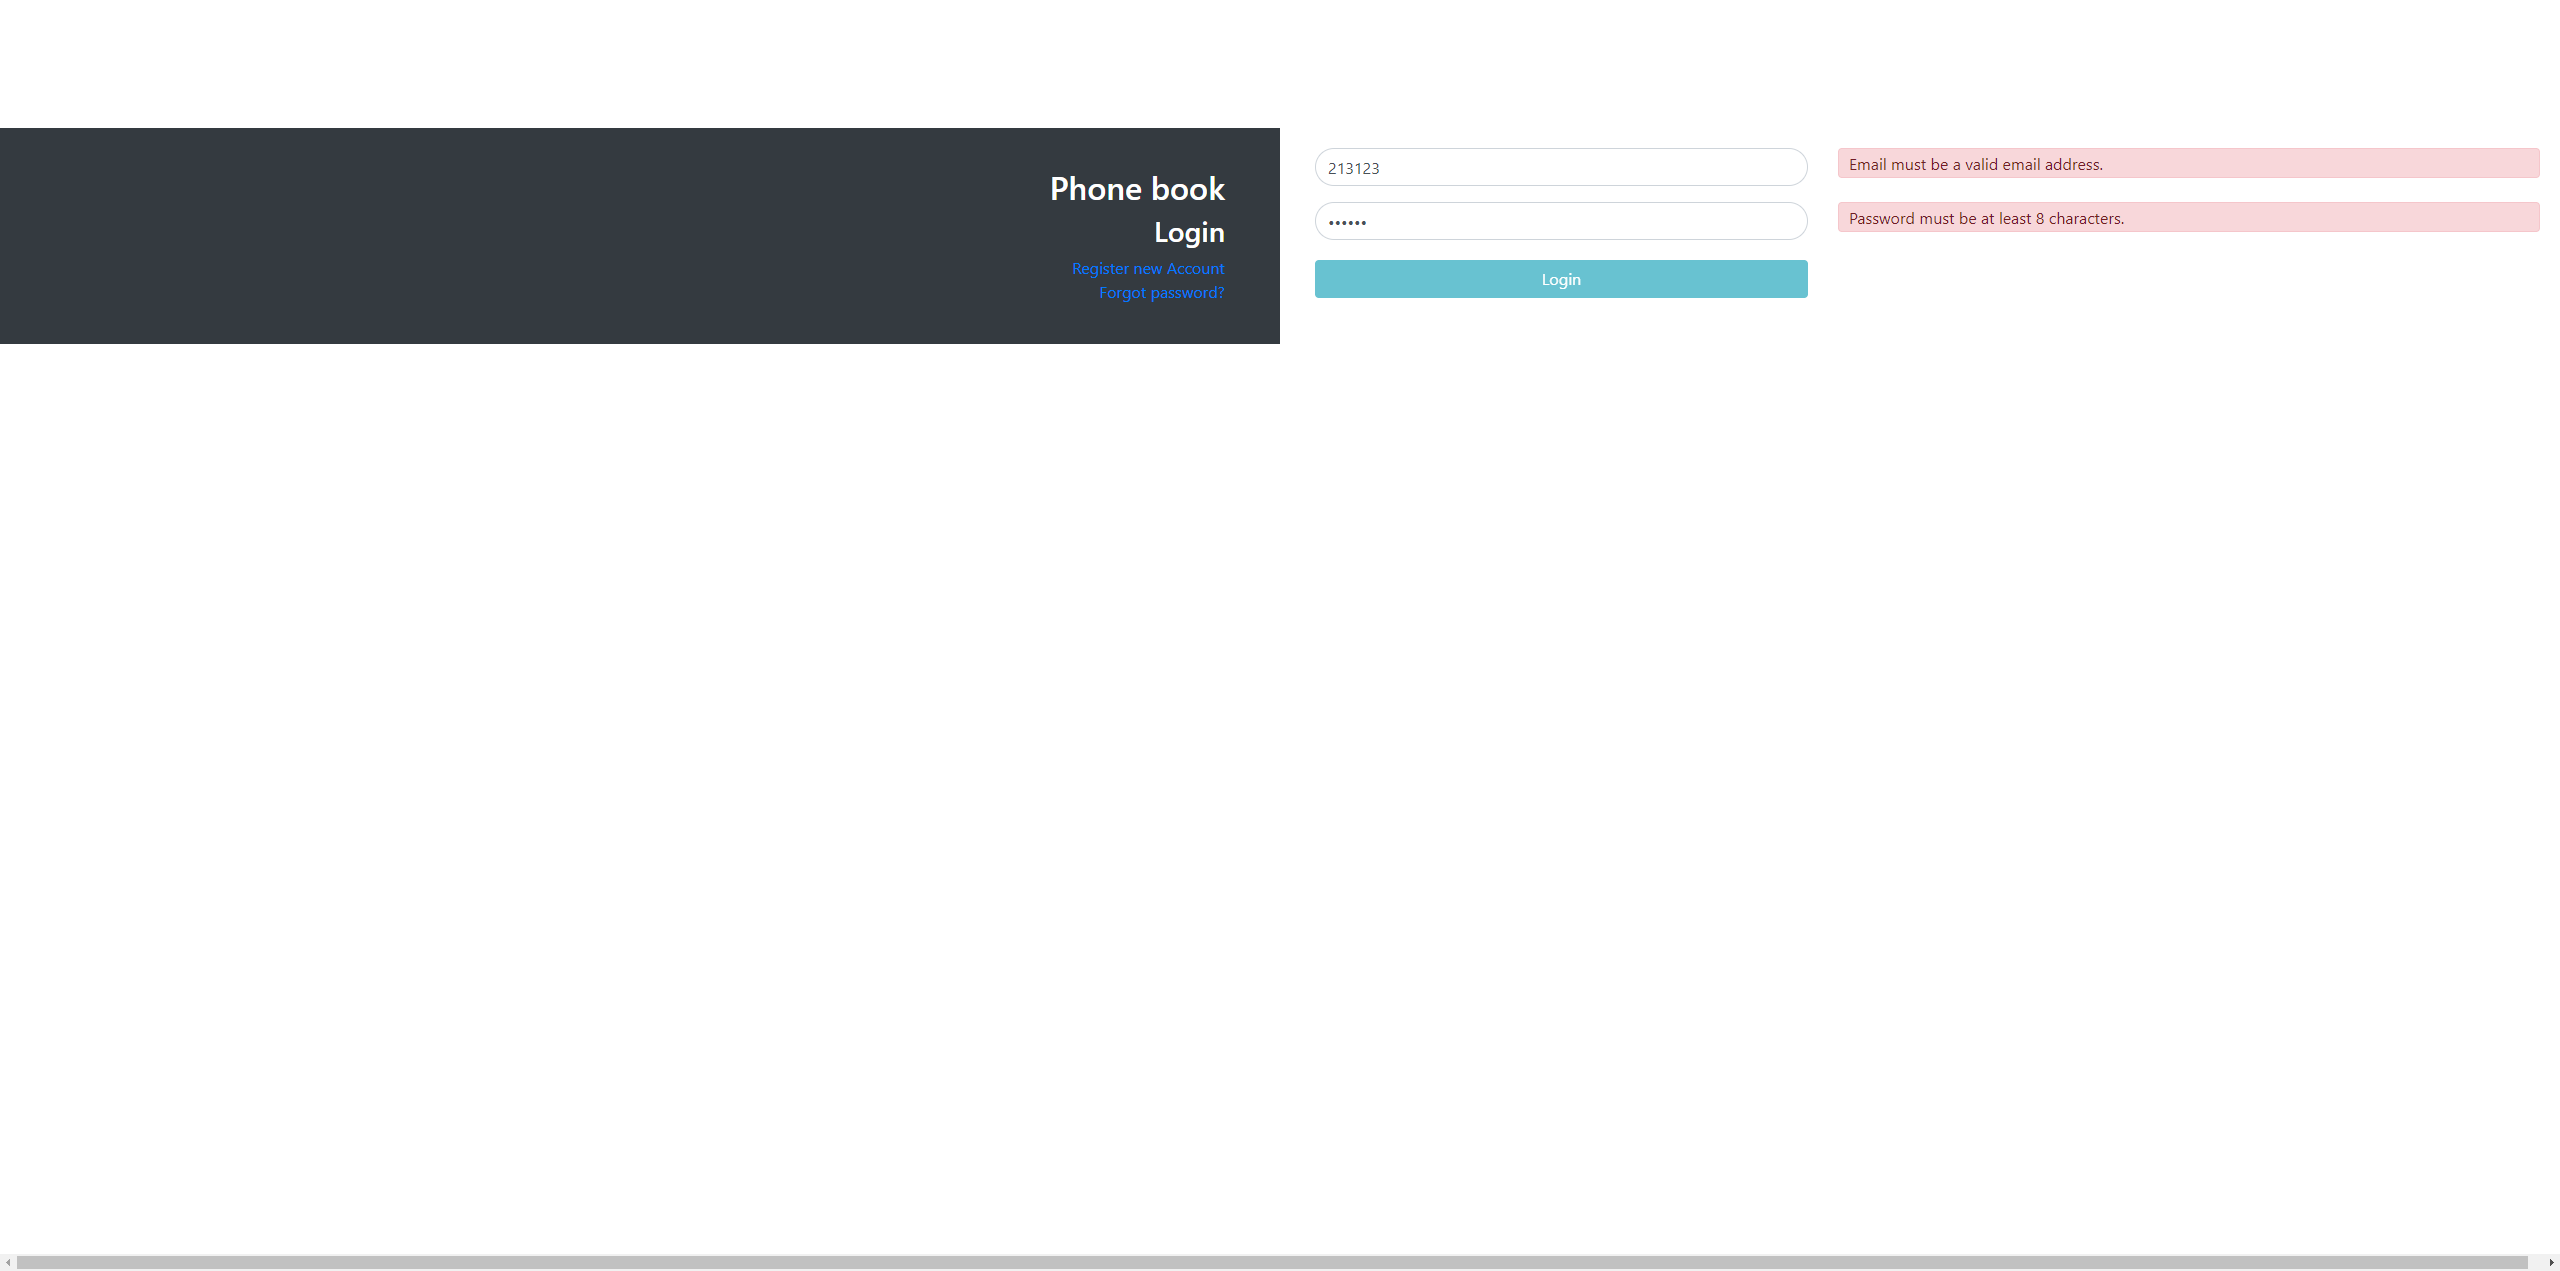 Phone book
Login
Register new Account
Forgot password?
213123
Email must be a valid email address.
••••••
Password must be at least 8 characters.
Login